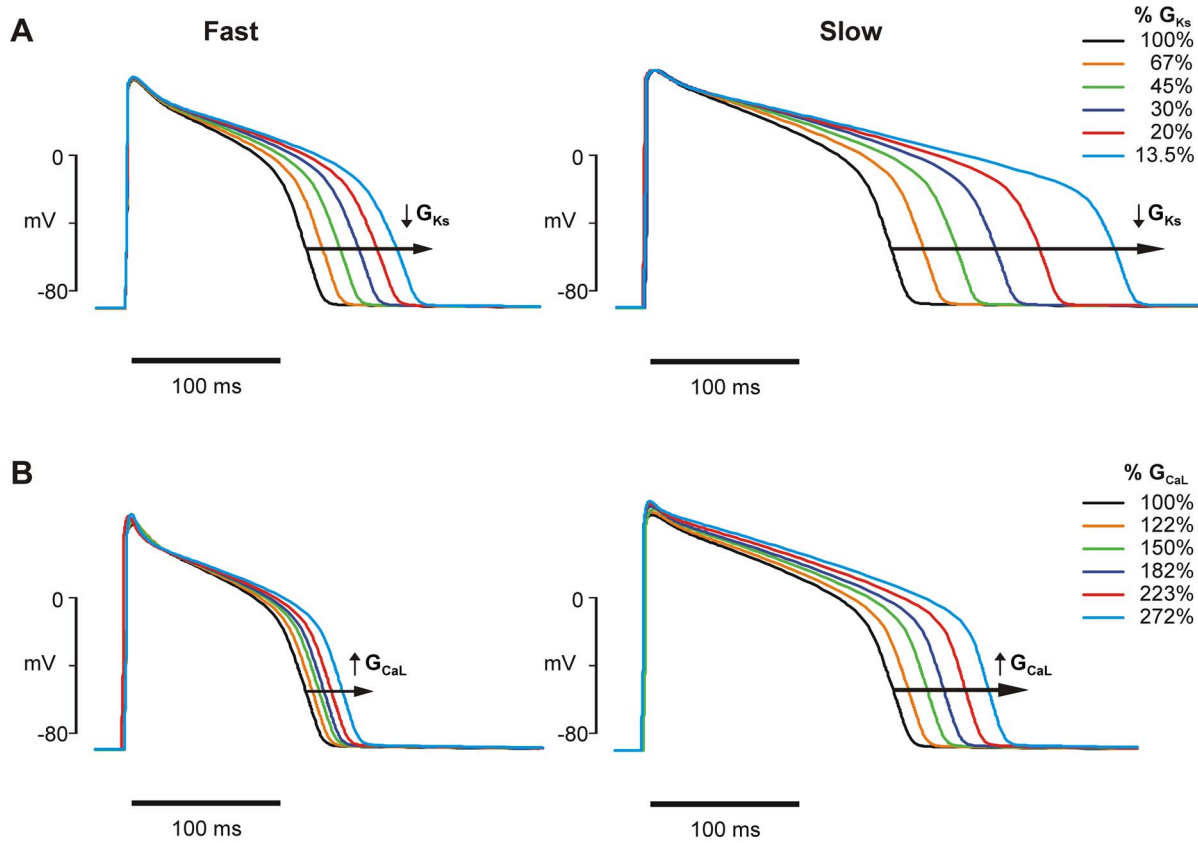 A
Fast
Slow
% GKs
100%
67%
45%
30%
20%
13.5%
0
mV
-80
↓ GKs
100 ms
0
mV
-80
↓ GKs
100 ms
B
% GCaL
100%
122%
150%
182%
223%
272%
0
mV
-80
↑ GCaL
100 ms
0
mV
-80
↑ GCaL
100 ms